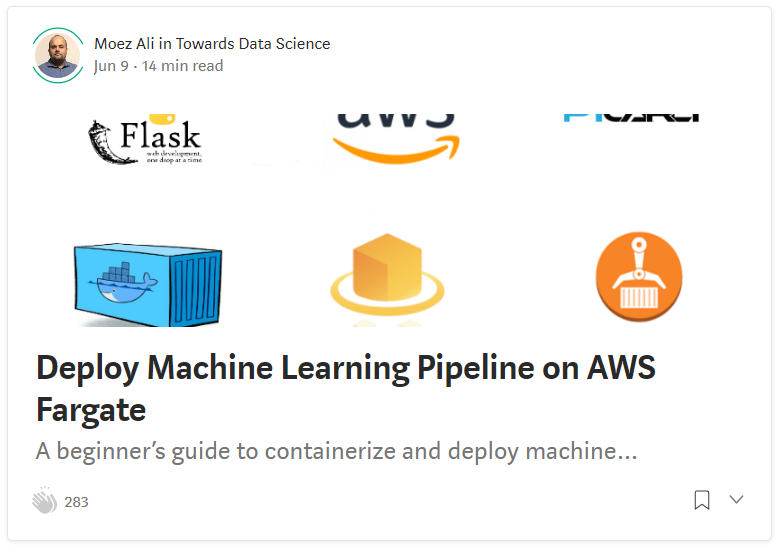 Moez Ali in Towards Data Science
Jun 9 · 14 min read
Flask
web development,
one drop at a time
aws
Deploy Machine Learning Pipeline on AWS
Fargate
A beginner’s guide to containerize and deploy machine…
283